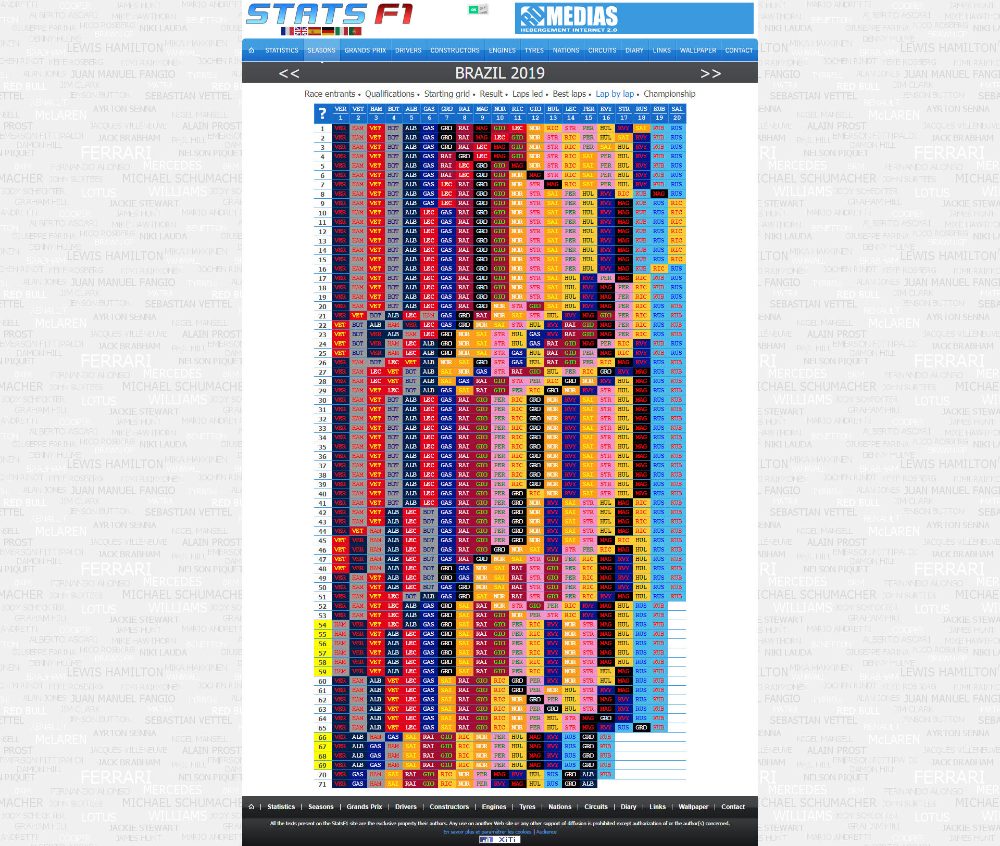 STATS F1
ON OFF
MÉDIAS
HEBERGEMENT INTERNET 2.0
STATISTICS SEASONS GRANDS PRIX DRIVERS CONSTRUCTORS ENGINES TYRES NATIONS CIRCUITS DIARY LINKS WALLPAPER CONTACT
<< BRAZIL 2019 >>
Race entrants • Qualifications • Starting grid • Result • Laps led • Best laps • Lap by lap • Championship
? VER VET HAM BOT ALB GAS GRO RAI MAG NOR RIC GIO HUL LEC PER KVY STR RUS KUB SAI
1 2 3 4 5 6 7 8 9 10 11 12 13 14 15 16 17 18 19 20
1 VER HAM VET BOT ALB GAS GRO RAI MAG GIO LEC NOR RIC STR PER HUL KVY SAI KUB RUS
2 VER HAM VET BOT ALB GAS GRO RAI MAG LEC GIO NOR STR RIC PER HUL SAI KVY KUB RUS
3 VER HAM VET BOT ALB GAS GRO RAI LEC MAG GIO NOR STR RIC PER SAI HUL KVY KUB RUS
4 VER HAM VET BOT ALB GAS RAI GRO LEC MAG GIO NOR STR RIC SAI PER HUL KVY KUB RUS
5 VER HAM VET BOT ALB GAS RAI LEC GRO GIO MAG NOR STR RIC SAI PER HUL KVY KUB RUS
6 VER HAM VET BOT ALB GAS RAI LEC GRO GIO NOR MAG STR RIC SAI PER HUL KVY KUB RUS
7 VER HAM VET BOT ALB GAS LEC RAI GRO GIO NOR STR MAG RIC SAI PER HUL KVY KUB RUS
8 VER HAM VET BOT ALB GAS LEC RAI GRO GIO NOR STR SAI PER HUL KVY RIC KUB MAG RUS
9 VER HAM VET BOT ALB GAS LEC RAI GRO GIO NOR STR SAI PER HUL KVY MAG KUB RUS RIC
10 VER HAM VET BOT ALB LEC GAS RAI GRO GIO NOR STR SAI PER HUL KVY MAG KUB RUS RIC
11 VER HAM VET BOT ALB LEC GAS RAI GRO GIO NOR STR SAI PER HUL KVY MAG KUB RUS RIC
12 VER HAM VET BOT ALB LEC GAS RAI GRO GIO NOR STR SAI PER HUL KVY MAG KUB RUS RIC
13 VER HAM VET BOT ALB LEC GAS RAI GRO GIO NOR STR SAI PER HUL KVY MAG KUB RUS RIC
14 VER HAM VET BOT ALB LEC GAS RAI GRO GIO NOR STR SAI PER HUL KVY MAG KUB RUS RIC
15 VER HAM VET BOT ALB LEC GAS RAI GRO GIO NOR STR SAI PER HUL KVY MAG KUB RUS RIC
16 VER HAM VET BOT ALB LEC GAS RAI GRO GIO NOR STR SAI PER HUL KVY MAG KUB RIC RUS
17 VER HAM VET BOT ALB LEC GAS RAI GRO GIO NOR STR SAI HUL KVY PER MAG RIC KUB RUS
18 VER HAM VET BOT ALB LEC GAS RAI GRO GIO NOR STR SAI HUL KVY MAG PER RIC KUB RUS
19 VER HAM VET BOT ALB LEC GAS RAI GRO GIO NOR STR SAI HUL KVY MAG PER RIC KUB RUS
20 VER HAM VET BOT ALB LEC GAS RAI GRO NOR STR GIO SAI HUL KVY MAG PER RIC RUS KUB
21 VER VET BOT ALB LEC HAM GAS GRO RAI NOR SAI STR HUL KVY MAG GIO PER RIC RUS KUB
22 VET BOT ALB HAM VER LEC GAS GRO NOR SAI STR HUL KVY RAI GIO MAG PER RIC RUS KUB
23 VET BOT VER ALB HAM LEC GRO NOR SAI STR HUL GAS KVY RAI GIO MAG PER RIC RUS KUB
24 VET BOT VER HAM LEC ALB GRO NOR SAI STR HUL GAS RAI GIO MAG PER RIC KVY KUB RUS
25 VET BOT VER HAM LEC ALB GRO NOR SAI STR GAS HUL RAI GIO PER MAG RIC KVY RUS KUB
26 VER HAM BOT LEC VET ALB NOR SAI GRO STR GAS HUL RAI GIO PER RIC MAG KVY RUS KUB
27 VER HAM LEC VET BOT ALB SAI NOR GAS STR RAI GIO HUL PER RIC GRO KVY MAG RUS KUB
28 VER HAM LEC VET BOT ALB SAI GAS RAI GIO STR PER RIC GRO NOR KVY HUL MAG RUS KUB
29 VER HAM VET LEC BOT ALB GAS SAI RAI GIO PER RIC GRO NOR KVY STR HUL MAG RUS KUB
30 VER HAM VET BOT ALB LEC GAS RAI GIO PER RIC GRO NOR KVY SAI STR HUL MAG RUS KUB
31 VER HAM VET BOT ALB LEC GAS RAI GIO PER RIC GRO NOR KVY SAI STR HUL MAG RUS KUB
32 VER HAM VET BOT ALB LEC GAS RAI GIO PER RIC GRO NOR KVY SAI STR HUL MAG RUS KUB
33 VER HAM VET BOT ALB LEC GAS RAI GIO PER RIC GRO NOR KVY SAI STR HUL MAG RUS KUB
34 VER HAM VET BOT ALB LEC GAS RAI GIO PER RIC GRO NOR KVY SAI STR HUL MAG RUS KUB
35 VER HAM VET BOT ALB LEC GAS RAI GIO PER RIC GRO NOR KVY SAI STR HUL MAG RUS KUB
36 VER HAM VET BOT ALB LEC GAS RAI GIO PER RIC GRO NOR KVY SAI STR HUL MAG RUS KUB
37 VER HAM VET BOT ALB LEC GAS RAI GIO PER RIC GRO NOR KVY SAI STR HUL MAG RUS KUB
38 VER HAM VET BOT ALB LEC GAS RAI GIO PER RIC GRO NOR KVY SAI STR HUL MAG RUS KUB
39 VER HAM VET BOT ALB LEC GAS RAI GIO PER RIC GRO NOR KVY SAI STR HUL MAG RUS KUB
40 VER HAM VET BOT ALB LEC GAS RAI GIO PER GRO RIC NOR KVY SAI STR HUL MAG RUS KUB
41 VER HAM VET BOT ALB LEC GAS RAI GIO PER GRO NOR KVY SAI STR HUL MAG RIC RUS KUB
42 VER HAM VET ALB LEC BOT GAS RAI GIO PER GRO NOR KVY SAI STR HUL MAG RIC RUS KUB
43 VER HAM VET ALB LEC BOT GAS RAI GIO PER GRO NOR KVY SAI STR HUL MAG RIC RUS KUB
44 VER VET HAM ALB LEC BOT GAS RAI GIO PER GRO NOR KVY SAI STR HUL MAG RIC RUS KUB
45 VET VER HAM ALB LEC BOT GAS RAI GIO PER GRO NOR KVY SAI STR MAG RIC HUL RUS KUB
46 VET VER HAM ALB LEC BOT GAS RAI GIO GRO NOR SAI KVY STR PER RIC MAG HUL RUS KUB
47 VET VER HAM ALB LEC BOT GAS RAI GRO NOR SAI STR GIO PER RIC MAG KVY HUL RUS KUB
48 VET VER HAM ALB LEC BOT GRO GAS NOR SAI RAI STR GIO PER RIC MAG KVY HUL RUS KUB
49 VER HAM VET ALB LEC BOT GRO GAS NOR SAI RAI STR GIO PER RIC MAG KVY HUL RUS KUB
50 VER HAM VET ALB LEC BOT GAS GRO NOR SAI RAI STR GIO PER RIC MAG KVY HUL RUS KUB
51 VER HAM VET LEC BOT ALB GAS GRO SAI NOR RAI STR GIO PER RIC KVY MAG HUL RUS KUB
52 VER HAM VET LEC ALB GAS GRO SAI RAI NOR STR GIO PER RIC KVY MAG HUL RUS KUB
53 VER HAM VET LEC ALB GAS GRO SAI RAI GIO NOR PER STR RIC KVY MAG HUL RUS KUB
54 HAM VER VET LEC ALB GAS GRO SAI RAI GIO PER RIC KVY NOR STR MAG HUL RUS KUB
55 HAM VER VET ALB LEC GAS GRO SAI RAI GIO PER RIC KVY NOR STR MAG HUL RUS KUB
56 HAM VER VET ALB LEC GAS GRO SAI RAI GIO PER RIC KVY NOR STR MAG HUL RUS KUB
57 HAM VER VET ALB LEC GAS GRO SAI RAI GIO PER RIC KVY NOR STR MAG HUL RUS KUB
58 HAM VER VET ALB LEC GAS GRO SAI RAI GIO PER RIC KVY NOR STR MAG HUL RUS KUB
59 HAM VER VET ALB LEC GAS GRO SAI RAI GIO PER RIC KVY NOR STR HUL MAG RUS KUB
60 VER HAM ALB VET LEC GAS SAI RAI GIO RIC GRO PER KVY NOR STR HUL MAG RUS KUB
61 VER HAM ALB VET LEC GAS SAI RAI GIO RIC GRO PER NOR HUL STR KVY MAG RUS KUB
62 VER HAM ALB VET LEC GAS SAI RAI GIO RIC NOR GRO PER HUL STR MAG KVY RUS KUB
63 VER HAM ALB VET LEC GAS SAI RAI GIO RIC NOR PER GRO HUL STR MAG KVY RUS KUB
64 VER HAM ALB VET LEC GAS SAI RAI GIO RIC NOR PER HUL STR MAG GRO KVY RUS KUB
65 VER HAM ALB VET LEC GAS SAI RAI GIO RIC NOR PER HUL STR MAG KVY RUS GRO KUB
66 VER ALB HAM GAS SAI RAI GIO RIC NOR PER HUL MAG KVY RUS GRO KUB
67 VER ALB GAS HAM SAI RAI GIO RIC NOR PER HUL MAG KVY RUS GRO KUB
68 VER ALB GAS HAM SAI RAI GIO RIC NOR PER HUL MAG KVY RUS GRO KUB
69 VER ALB GAS HAM SAI RAI GIO RIC NOR PER HUL MAG KVY RUS GRO KUB
70 VER GAS HAM SAI RAI GIO RIC NOR PER MAG KVY HUL RUS GRO ALB KUB
71 VER GAS HAM SAI RAI GIO RIC NOR PER KVY MAG HUL RUS GRO ALB
Statistics | Seasons | Grands Prix | Drivers | Constructors | Engines | Tyres | Nations | Circuits | Diary | Links | Wallpaper | Contact
All the texts present on the StatsF1 site are the exclusive property their authors. Any use on another Web site or any other support of diffusion is prohibited except authorization of or the author(s) concerned.
En savoir plus et paramétrer les cookies | Audience
XiTi